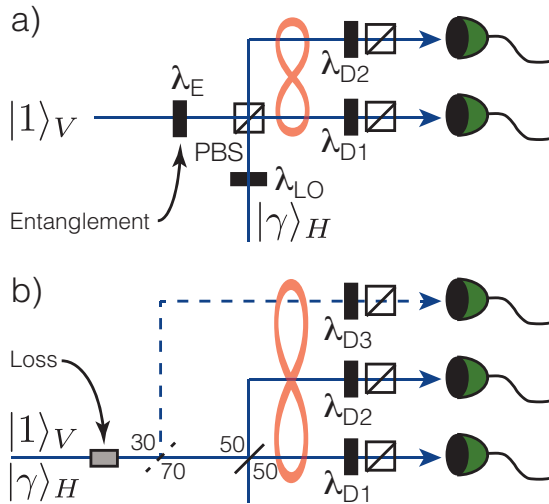 a)
λD2
λE
|1⟩V
PBS
λD1
λLO
Entanglement
|γ⟩H
b)
Loss
λD3
λD2
|1⟩V
30
50
|γ⟩H
70
50
λD1